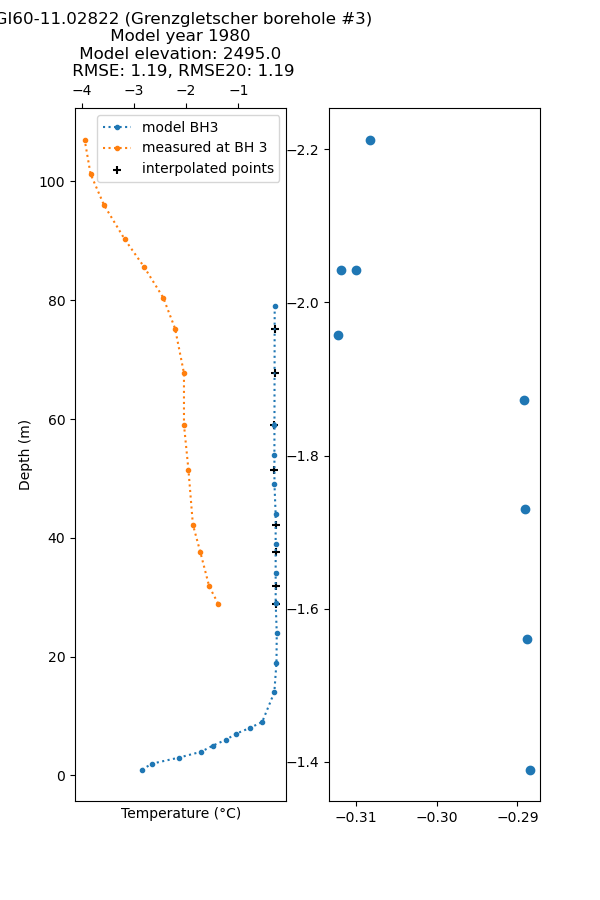 GI60-11.02822 (Grenzgletscher borehole #3)
Model year 1980
Model elevation: 2495.0
RMSE: 1.19, RMSE20: 1.19
−4 −3 −2 −1
model BH3
measured at BH 3
interpolated points
100
80
60
40
20
0
Depth (m)
Temperature (°C)
−2.2
−2.0
−1.8
−1.6
−1.4
−0.31 −0.30 −0.29